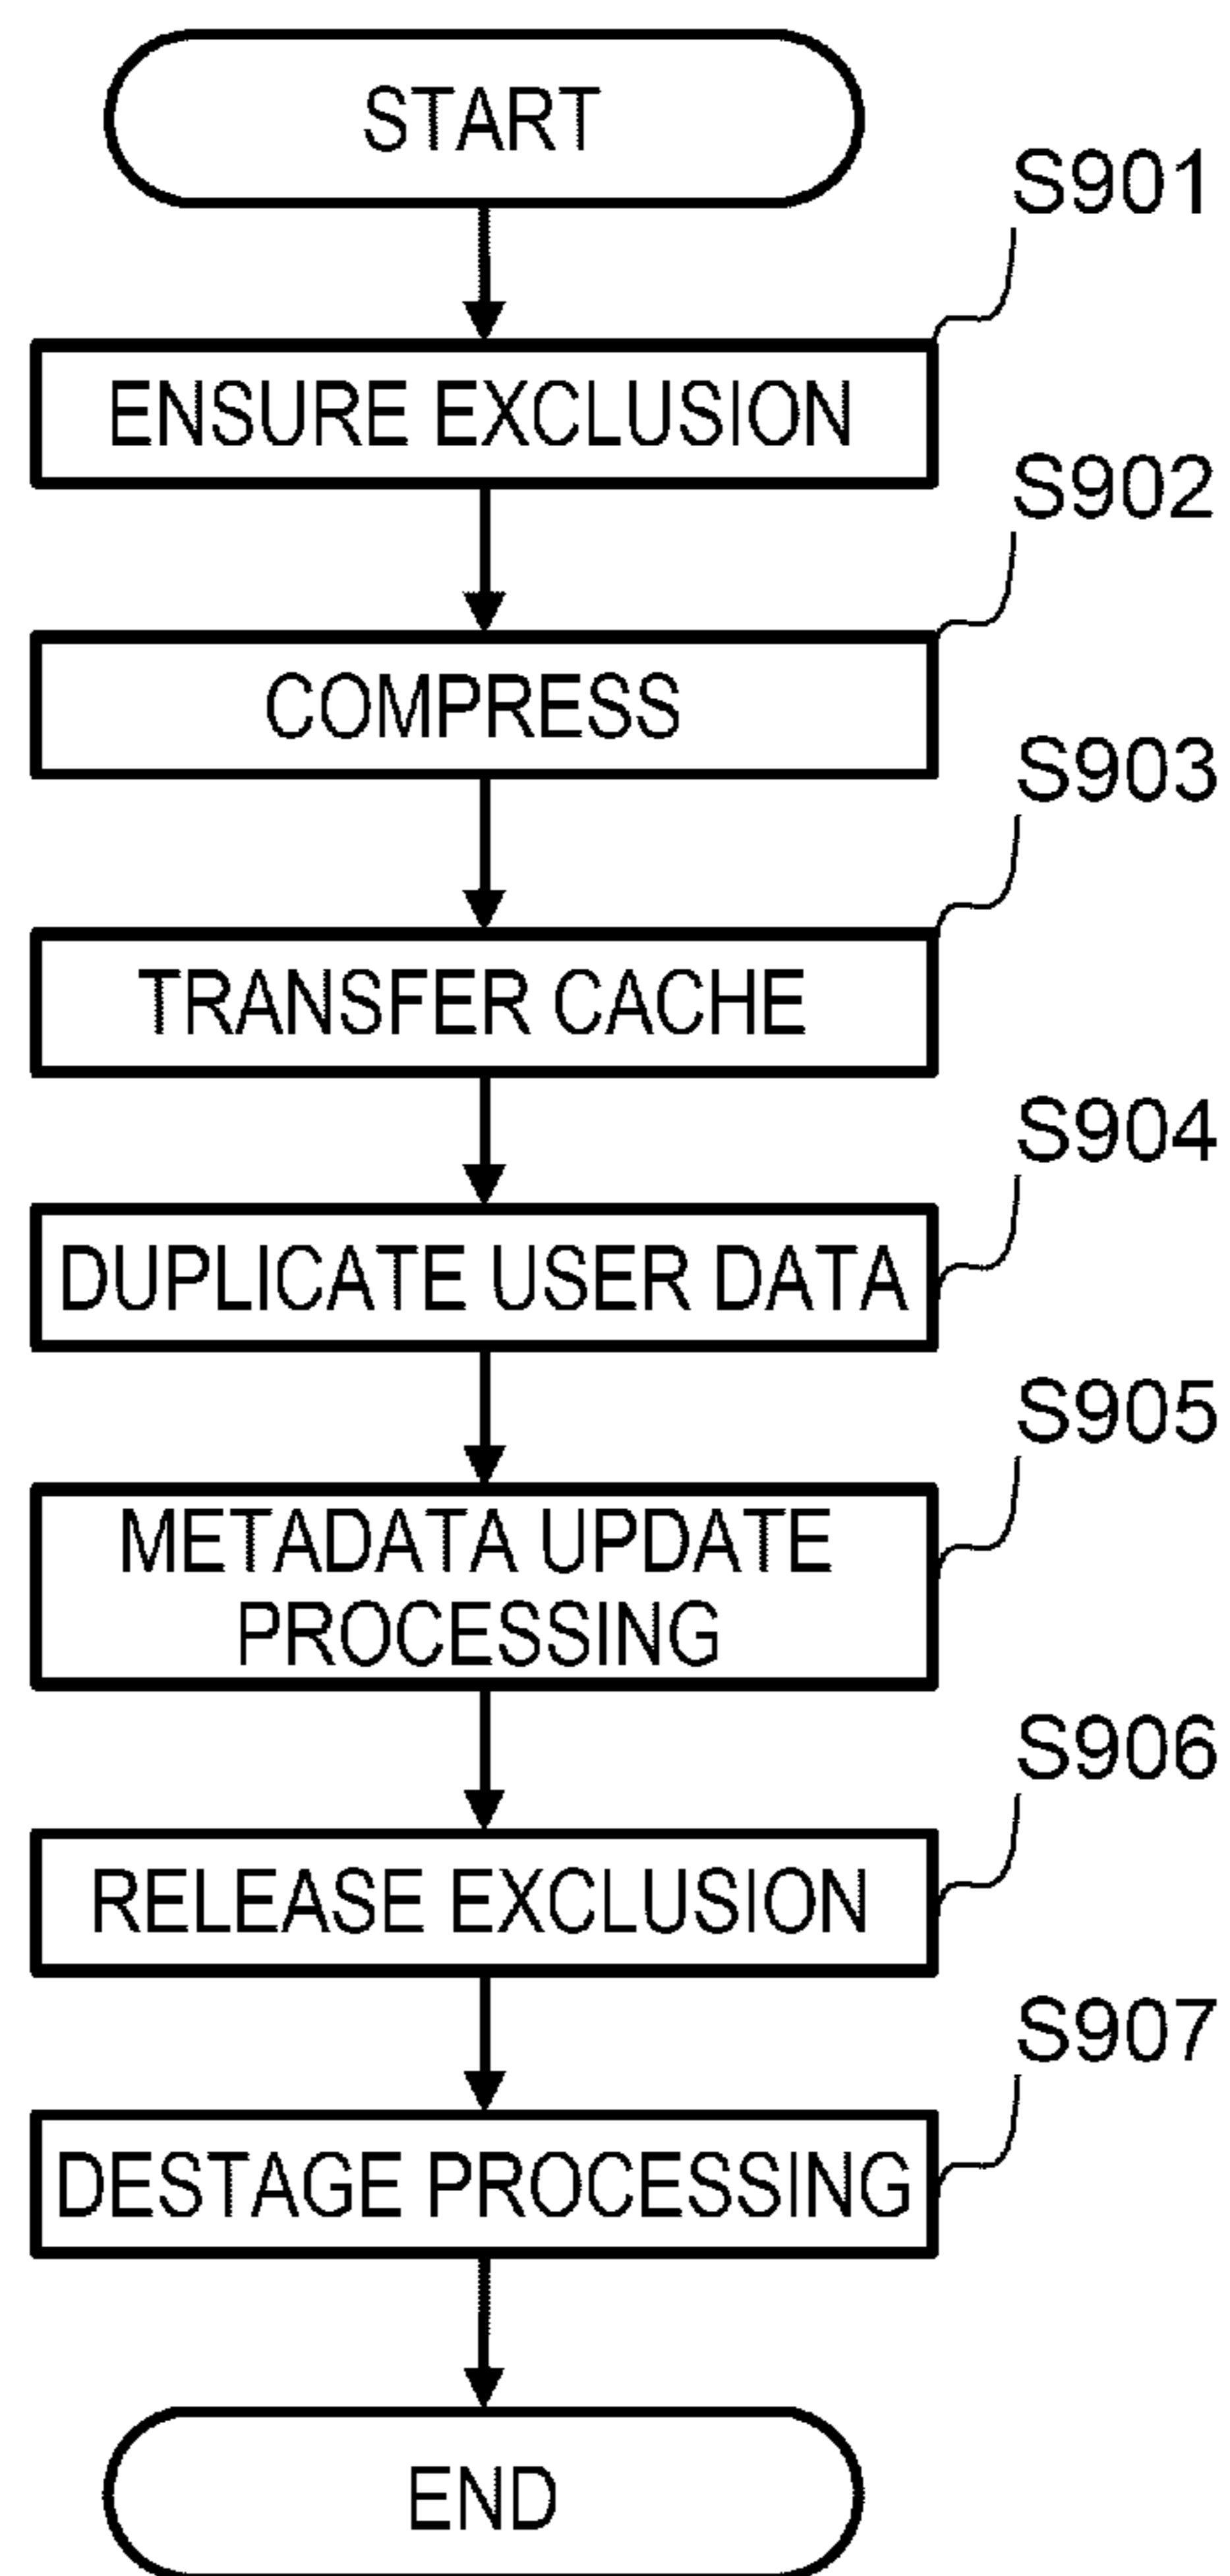 START
S901
ENSURE EXCLUSION
S902
COMPRESS
S903
TRANSFER CACHE
S904
DUPLICATE USER DATA
S905
METADATA UPDATE
PROCESSING
S906
RELEASE EXCLUSION
S907
DESTAGE PROCESSING
END